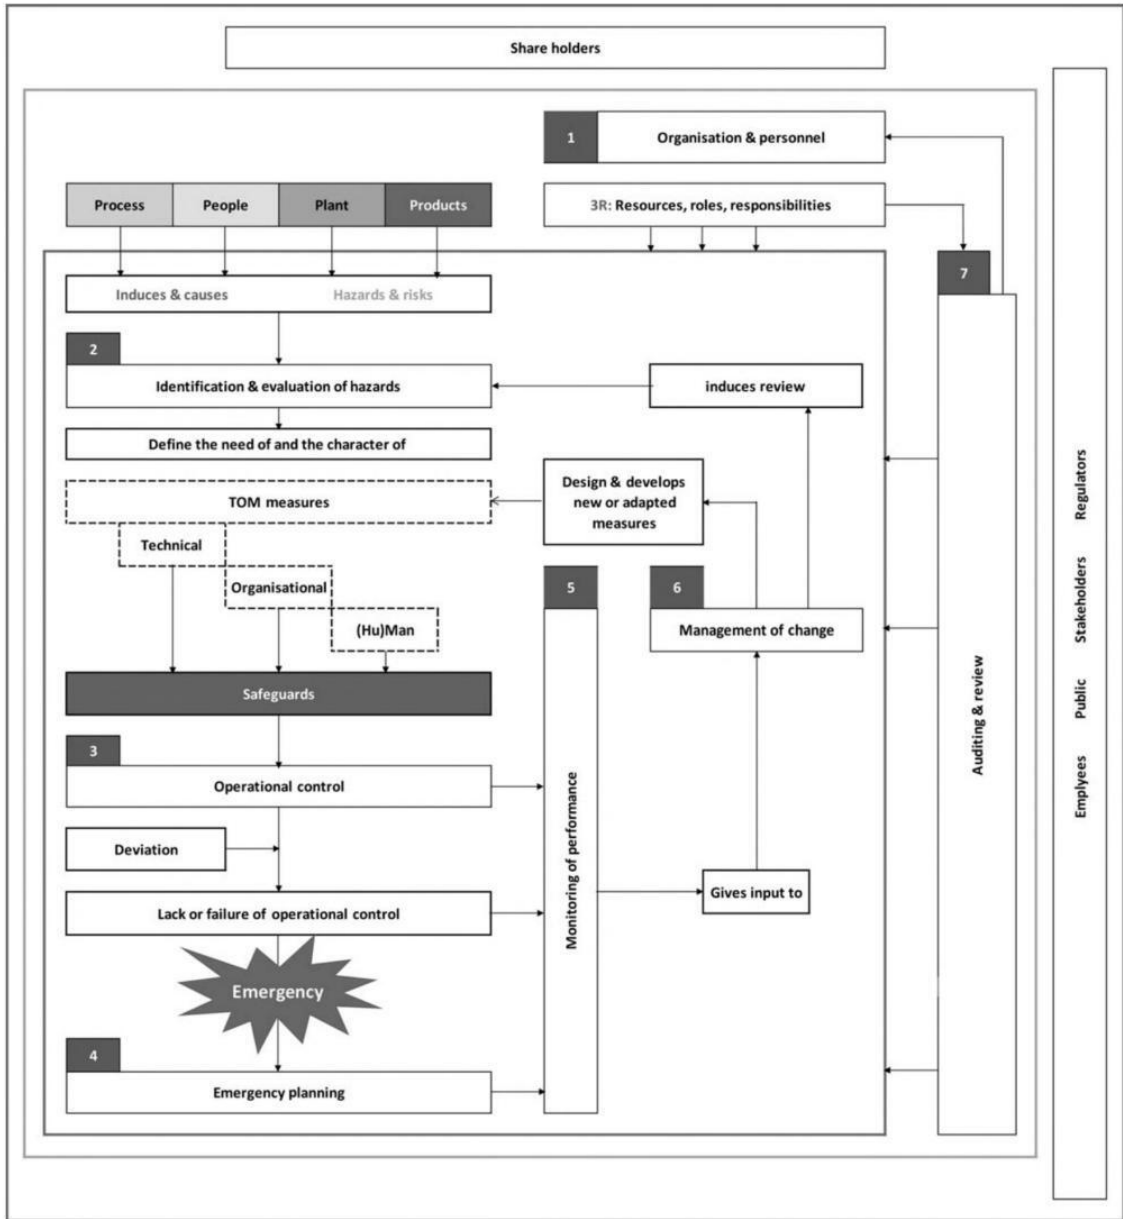 Share holders
1
Organisation & personnel
Process
People
Plant
Products
3R: Resources, roles, responsibilities
7
Induces & causes
Hazards & risks
2
Identification & evaluation of hazards
induces review
Define the need of and the character of
TOM measures
Design & develops
new or adapted
measures
Technical
Organisational
(Hu)Man
5
6
Management of change
Safeguards
3
Operational control
Deviation
Lack or failure of operational control
Gives input to
Emergency
4
Emergency planning
Monitoring of performance
Auditing & review
Emplyees
Public
Stakeholders
Regulators